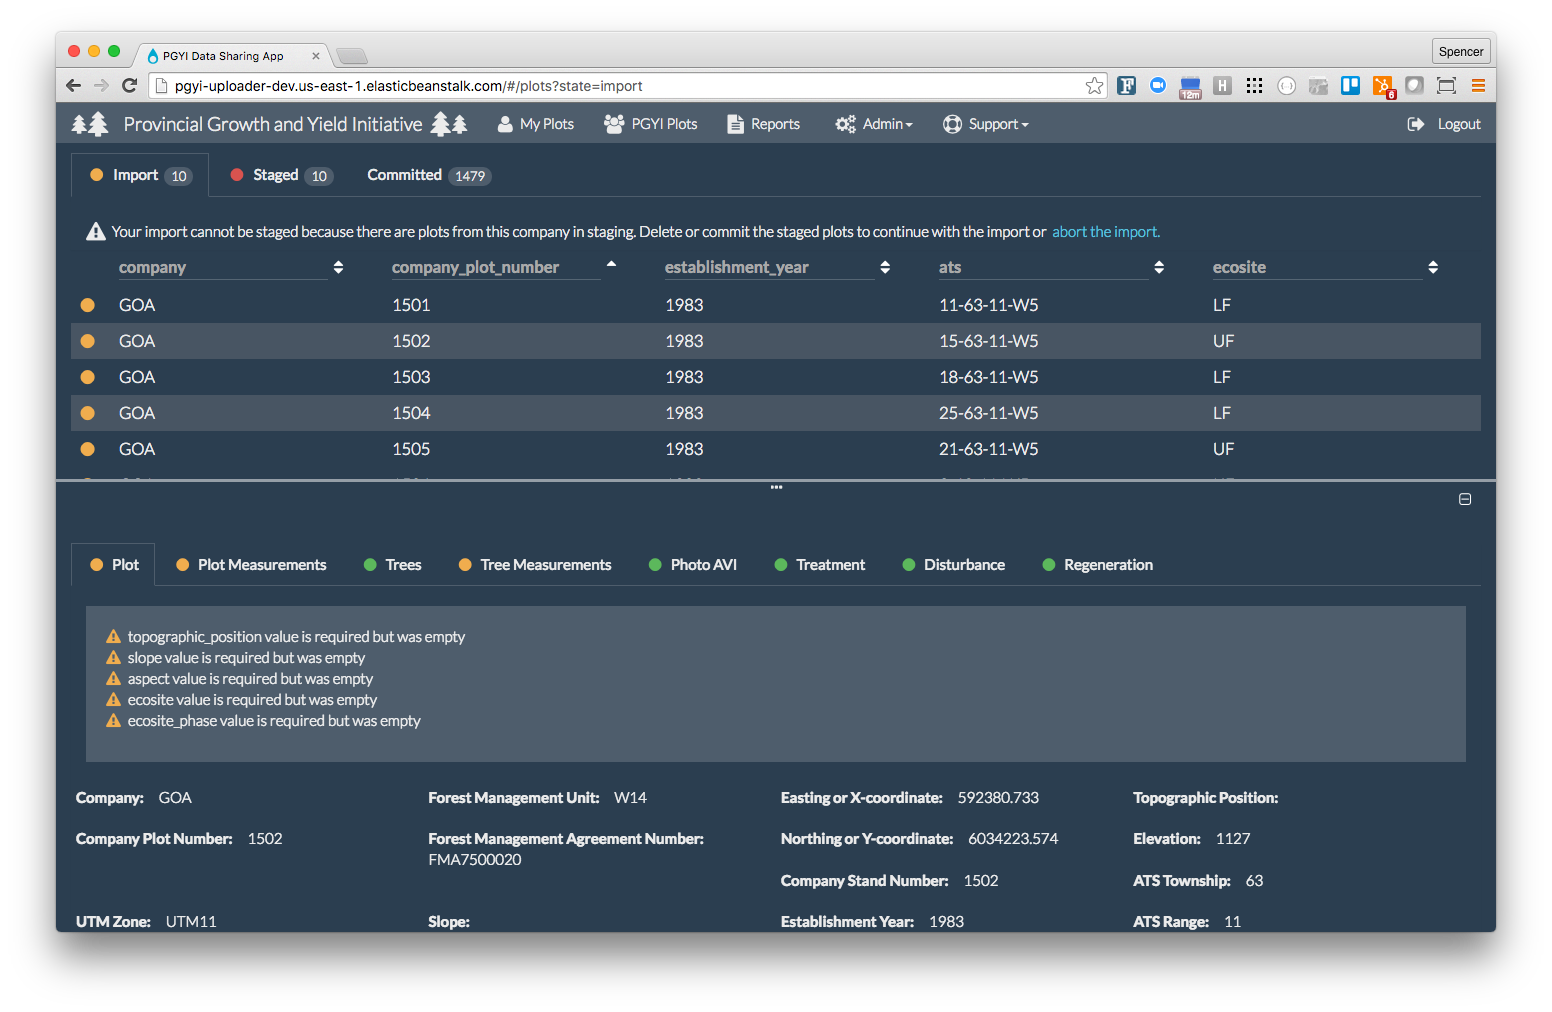 PGYI Data Sharing App
Spencer
pgyi-uploader-dev.us-east-1.elasticbeanstalk.com/#/plots?state=import
12m
H
6
Provincial Growth and Yield Initiative
My Plots
PGYI Plots
Reports
Admin
Support
Logout
Import 10
Staged 10
Committed 1479
Your import cannot be staged because there are plots from this company in staging. Delete or commit the staged plots to continue with the import or abort the import.
company company_plot_number establishment_year ats ecosite
GOA 1501 1983 11-63-11-W5 LF
GOA 1502 1983 15-63-11-W5 UF
GOA 1503 1983 18-63-11-W5 LF
GOA 1504 1983 25-63-11-W5 LF
GOA 1505 1983 21-63-11-W5 UF
Plot Plot Measurements Trees Tree Measurements Photo AVI Treatment Disturbance Regeneration
topographic_position value is required but was empty
slope value is required but was empty
aspect value is required but was empty
ecosite value is required but was empty
ecosite_phase value is required but was empty
Company: GOA Forest Management Unit: W14 Easting or X-coordinate: 592380.733 Topographic Position:
Company Plot Number: 1502 Forest Management Agreement Number: Northing or Y-coordinate: 6034223.574 Elevation: 1127
FMA7500020
Company Stand Number: 1502 ATS Township: 63
UTM Zone: UTM11 Slope: Establishment Year: 1983 ATS Range: 11